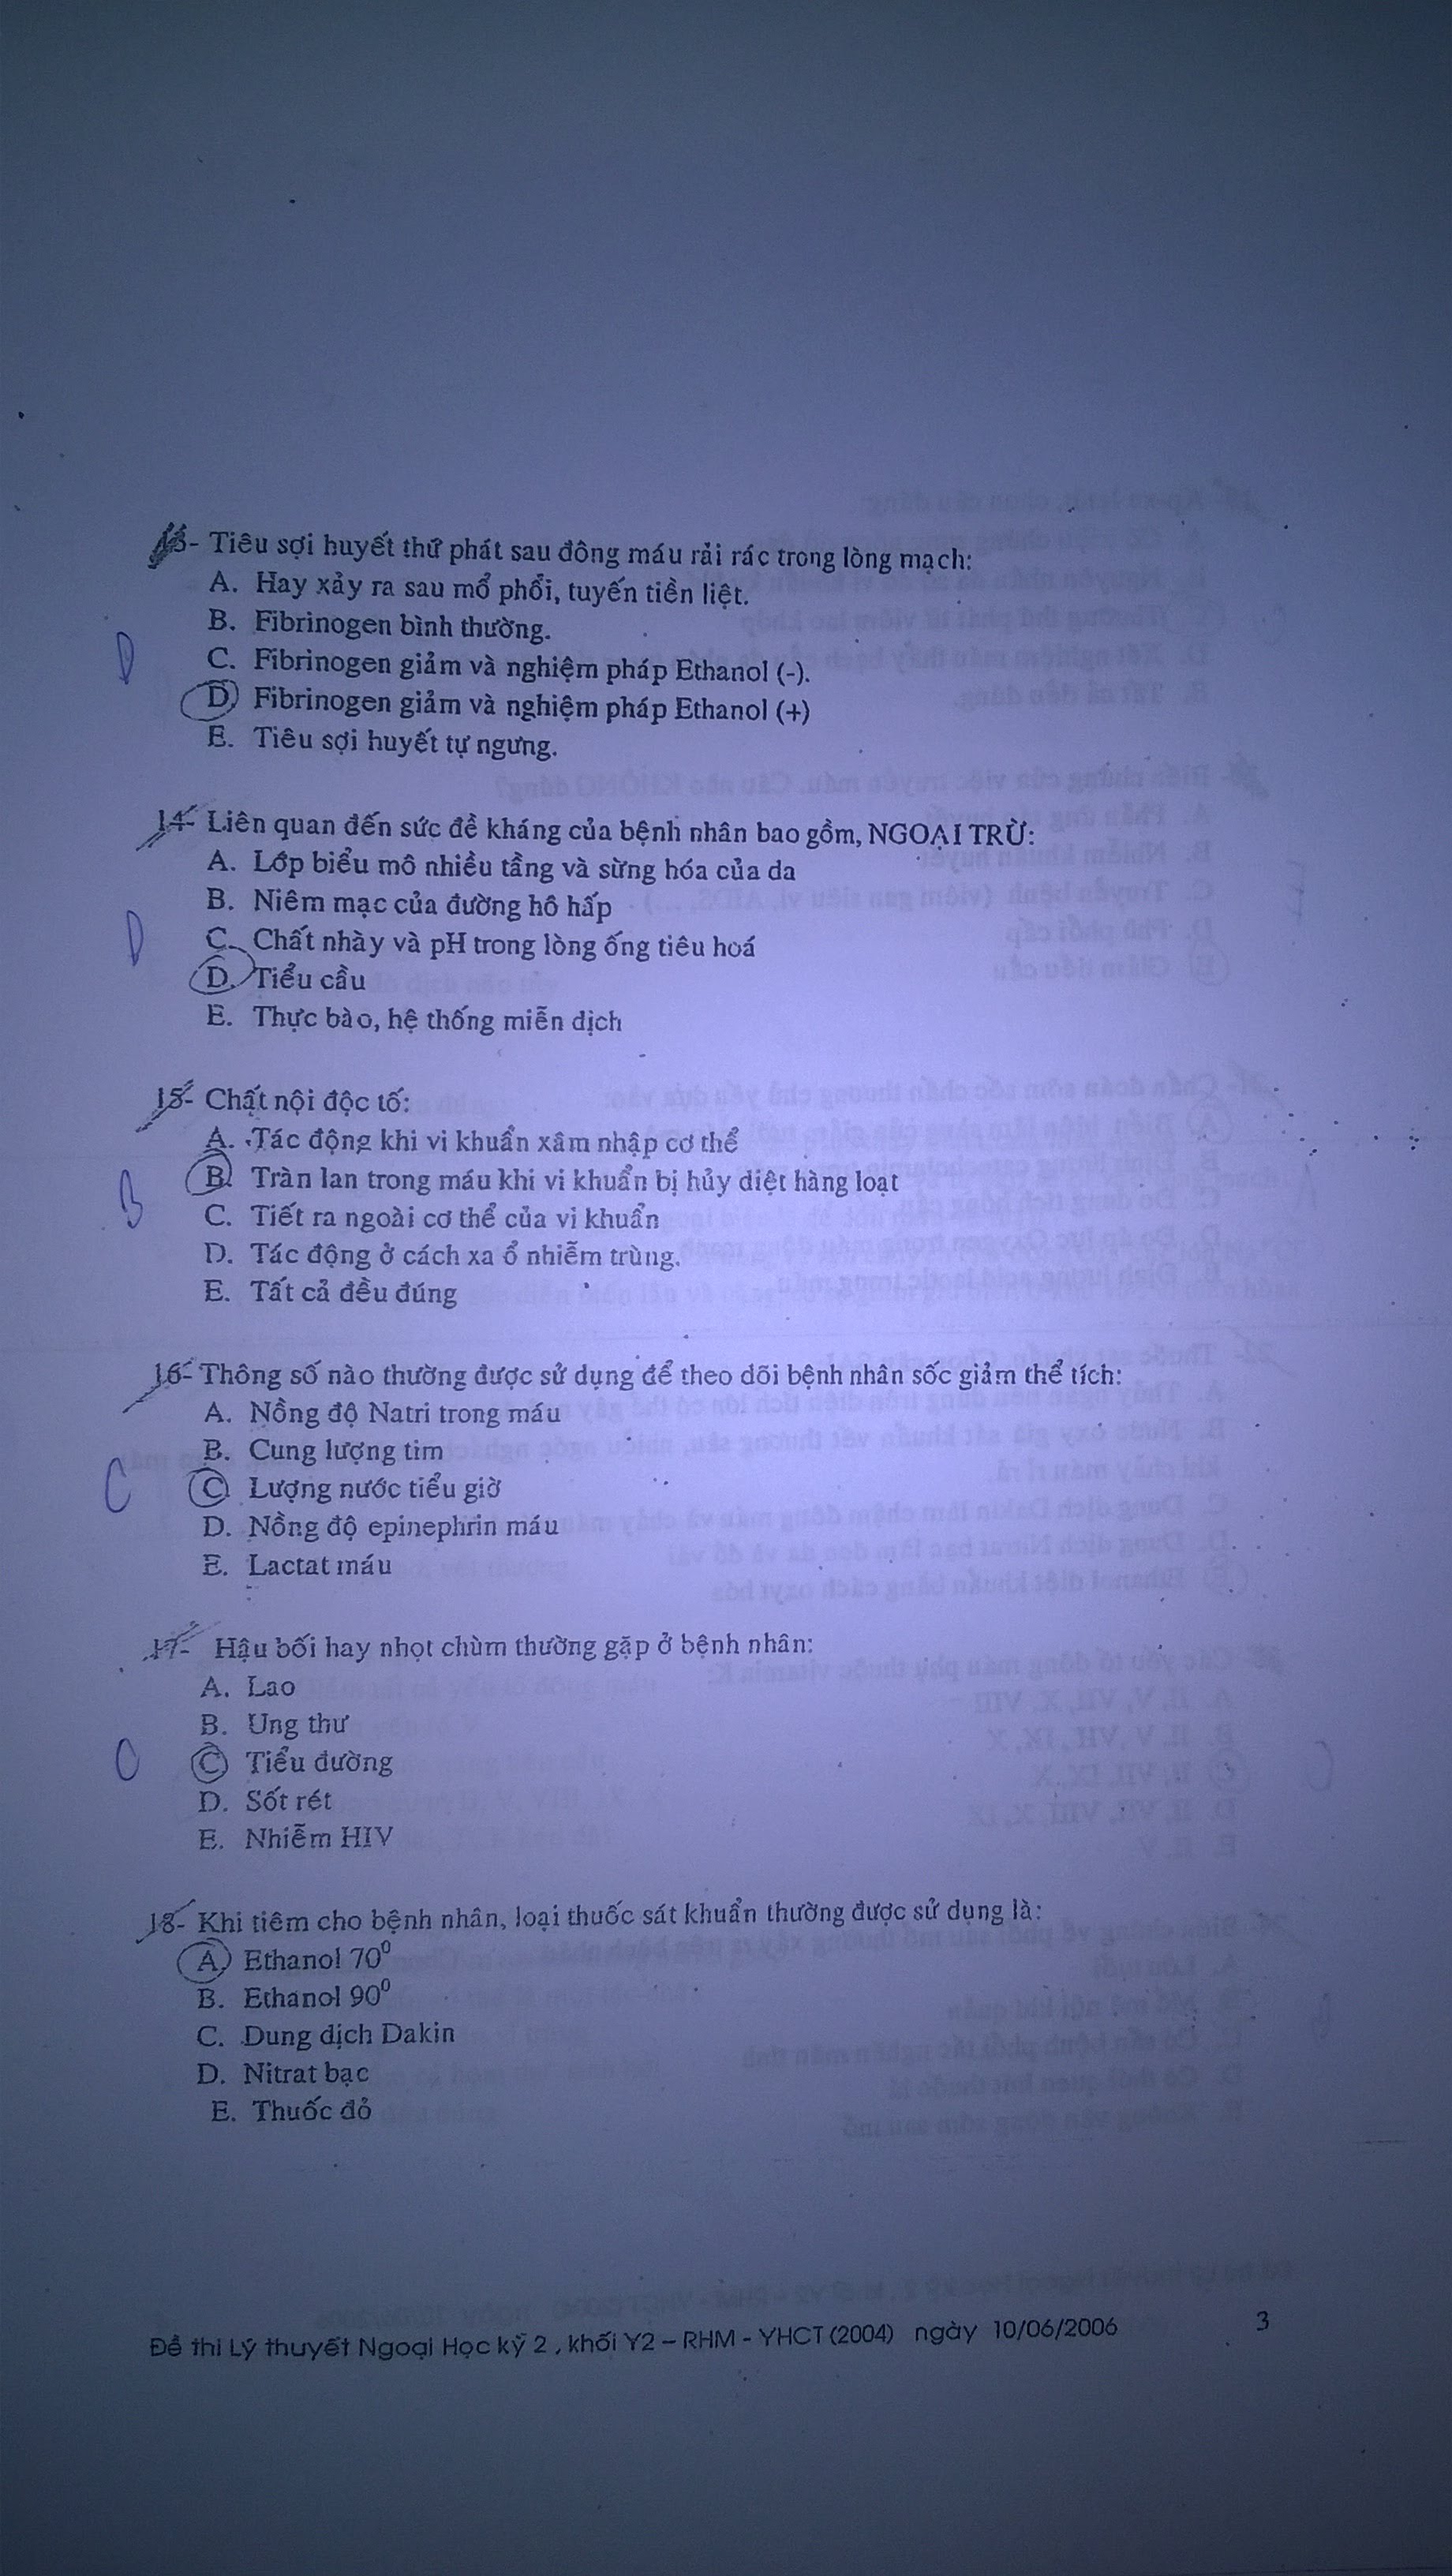 13- Tiêu sợi huyết thứ phát sau đông máu rải rác trong lòng mạch:
A. Hay xảy ra sau mổ phổi, tuyến tiền liệt.
B. Fibrinogen bình thường.
D
C. Fibrinogen giảm và nghiệm pháp Ethanol (-).
D. Fibrinogen giảm và nghiệm pháp Ethanol (+)
E. Tiêu sợi huyết tự ngưng.
14- Liên quan đến sức đề kháng của bệnh nhân bao gồm, NGOẠI TRỪ:
A. Lớp biểu mô nhiều tầng và sừng hóa của da
B. Niêm mạc của đường hô hấp
D
C. Chất nhày và pH trong lòng ống tiêu hoá
D. Tiểu cầu
E. Thực bào, hệ thống miễn dịch
15- Chất nội độc tố:
A. Tác động khi vi khuẩn xâm nhập cơ thể
B. Tràn lan trong máu khi vi khuẩn bị hủy diệt hàng loạt
B
C. Tiết ra ngoài cơ thể của vi khuẩn
D. Tác động ở cách xa ổ nhiễm trùng.
E. Tất cả đều đúng
16- Thông số nào thường được sử dụng để theo dõi bệnh nhân sốc giảm thể tích:
A. Nồng độ Natri trong máu
B. Cung lượng tim
C
C. Lượng nước tiểu giờ
D. Nồng độ epinephrin máu
E. Lactat máu
17- Hậu bối hay nhọt chùm thường gặp ở bệnh nhân:
A. Lao
B. Ung thư
C
C. Tiểu đường
D. Sốt rét
E. Nhiễm HIV
18- Khi tiêm cho bệnh nhân, loại thuốc sát khuẩn thường được sử dụng là:
A. Ethanol 70⁰
B. Ethanol 90⁰
C. Dung dịch Dakin
D. Nitrat bạc
E. Thuốc đỏ
Đề thi Lý thuyết Ngoại Học kỳ 2 , khối Y2 – RHM - YHCT (2004) ngày 10/06/2006 3